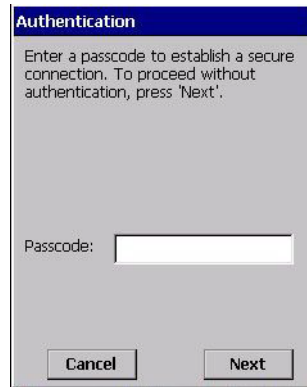 Authentication
Enter a passcode to establish a secure
connection. To proceed without
authentication, press 'Next'.
Passcode:
Cancel Next